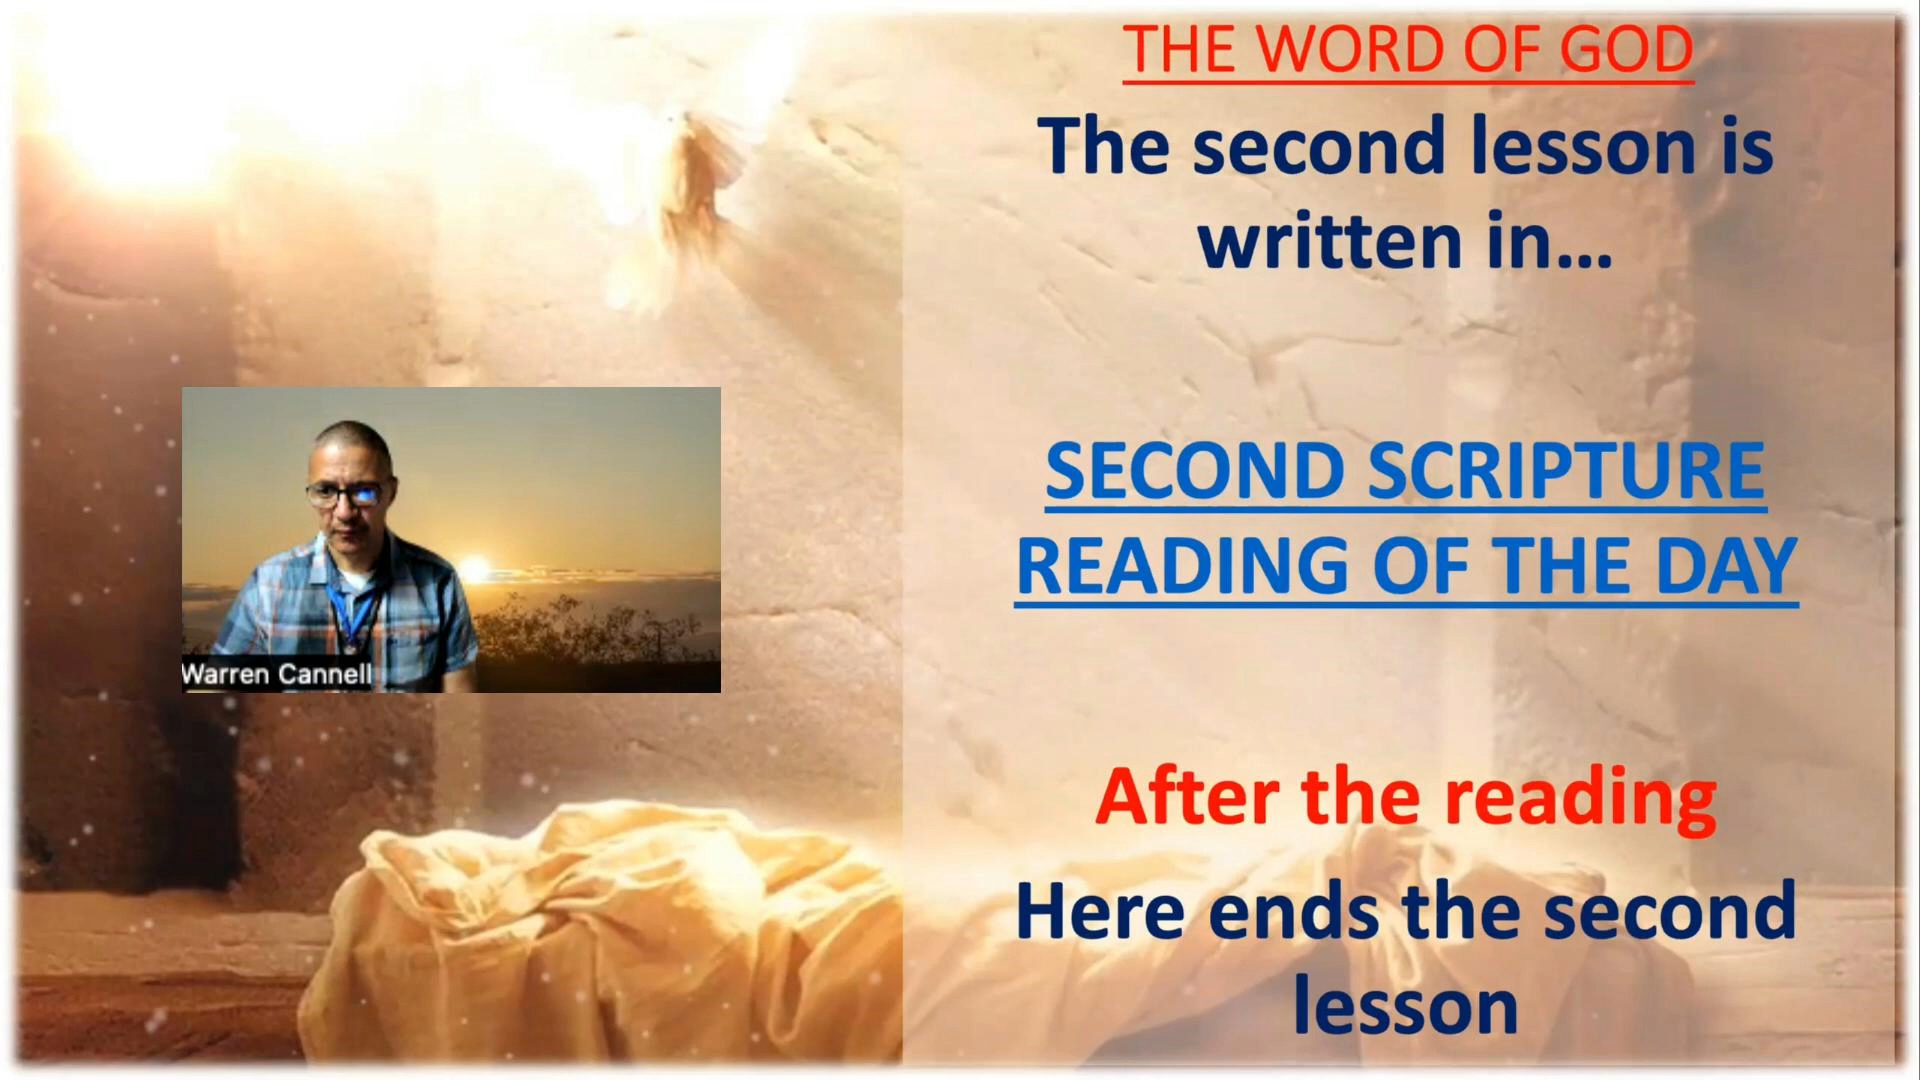 THE WORD OF GOD
The second lesson is
written in...
SECOND SCRIPTURE
READING OF THE DAY
Warren Cannell
After the reading
Here ends the second
lesson